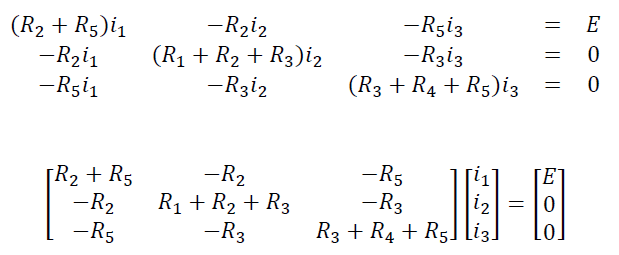 (R₂ + R₅)i₁ −R₂i₂ −R₅i₃ = E
−R₂i₁ (R₁ + R₂ + R₃)i₂ −R₃i₃ = 0
−R₅i₁ −R₃i₂ (R₃ + R₄ + R₅)i₃ = 0
[R₂ + R₅ −R₂ −R₅] [i₁] = [E]
[−R₂ R₁ + R₂ + R₃ −R₃] [i₂] = [0]
[−R₅ −R₃ R₃ + R₄ + R₅] [i₃] = [0]